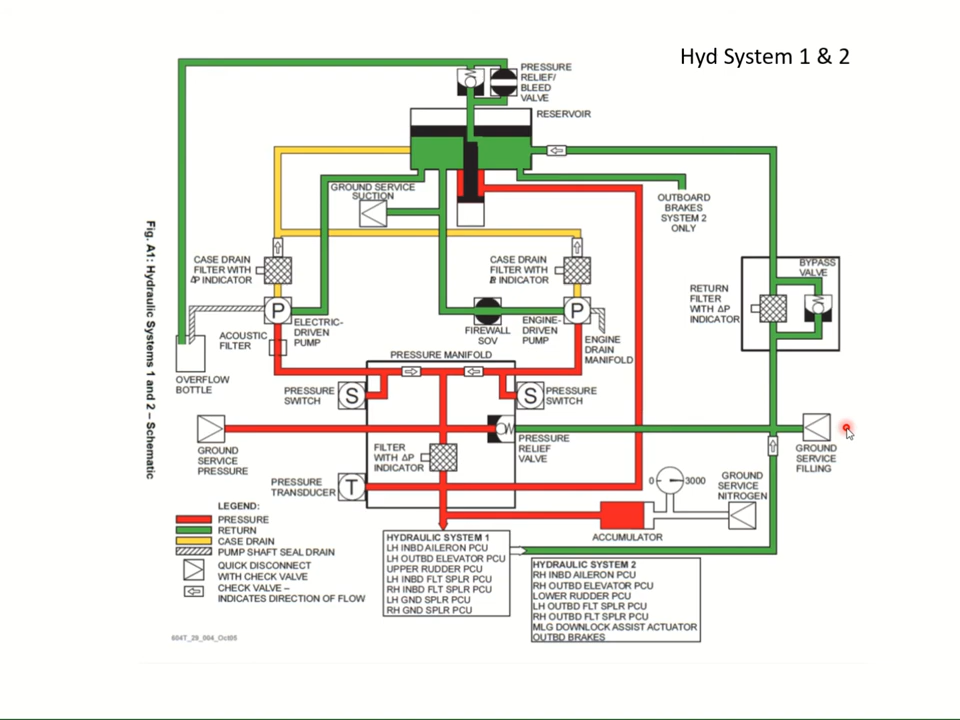 Hyd System 1 & 2
PRESSURE
RELIEF/
BLEED
VALVE
RESERVOIR
GROUND SERVICE
SUCTION
OUTBOARD
BRAKES
SYSTEM 2
ONLY
Fig. A1: Hydraulic Systems 1 and 2 – Schematic
CASE DRAIN
FILTER WITH
ΔP INDICATOR
CASE DRAIN
FILTER WITH
INDICATOR
BYPASS
VALVE
RETURN
FILTER
WITH ΔP
INDICATOR
P
P
ELECTRIC-
DRIVEN
PUMP
FIREWALL
SOV
ENGINE-
DRIVEN
PUMP
ENGINE
DRAIN
MANIFOLD
ACOUSTIC
FILTER
PRESSURE MANIFOLD
OVERFLOW
BOTTLE
PRESSURE
SWITCH
S
S
PRESSURE
SWITCH
GROUND
SERVICE
PRESSURE
PRESSURE
RELIEF
VALVE
GROUND
SERVICE
FILLING
FILTER
WITH ΔP
INDICATOR
PRESSURE
TRANSDUCER
T
0
3000
GROUND
SERVICE
NITROGEN
ACCUMULATOR
LEGEND:
PRESSURE
RETURN
CASE DRAIN
PUMP SHAFT SEAL DRAIN
QUICK DISCONNECT
WITH CHECK VALVE
CHECK VALVE –
INDICATES DIRECTION OF FLOW
HYDRAULIC SYSTEM 1
LH INBD AILERON PCU
LH OUTBD ELEVATOR PCU
UPPER RUDDER PCU
LH INBD FLT SPLR PCU
RH INBD FLT SPLR PCU
LH GND SPLR PCU
RH GND SPLR PCU
HYDRAULIC SYSTEM 2
RH INBD AILERON PCU
RH OUTBD ELEVATOR PCU
LOWER RUDDER PCU
LH OUTBD FLT SPLR PCU
RH OUTBD FLT SPLR PCU
MLG DOWNLOCK ASSIST ACTUATOR
OUTBD BRAKES
604T_29_004_Oct05